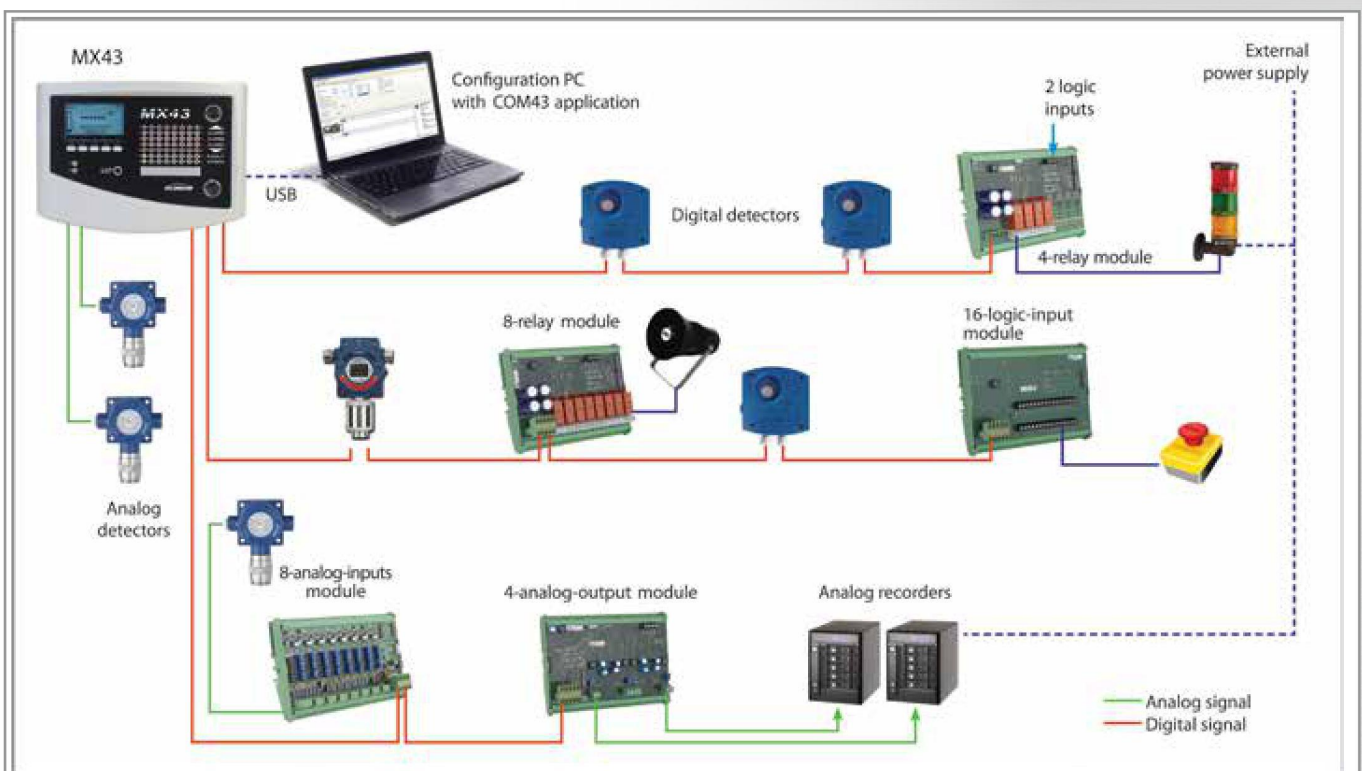 MX43
Configuration PC
with COM43 application
External
power supply
2 logic
inputs
MX43
USB
Digital detectors
4-relay module
8-relay module
16-logic-input
module
Analog
detectors
8-analog-inputs
module
4-analog-output module
Analog recorders
Analog signal
Digital signal